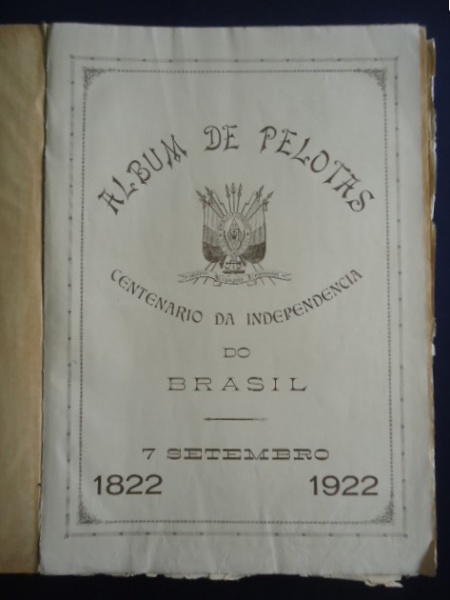 ALBUM DE PELOTAS
CENTENARIO DA INDEPENDENCIA
DO
BRASIL
7 SETEMBRO
1822 1922